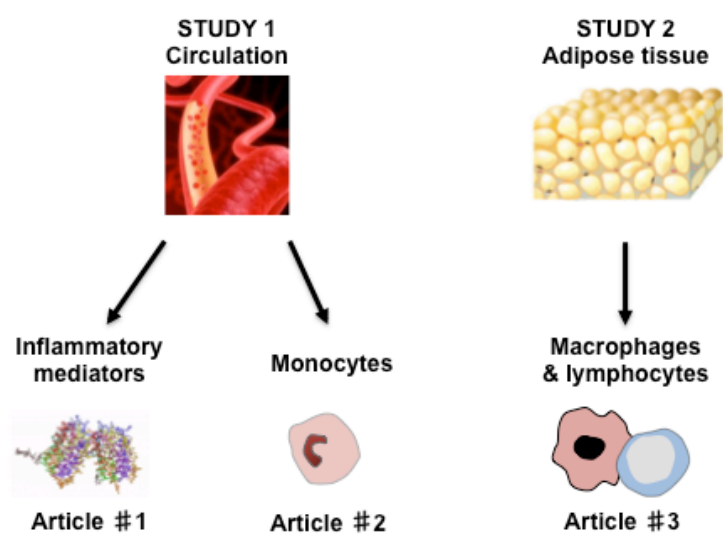 STUDY 1
Circulation
STUDY 2
Adipose tissue
Inflammatory
mediators
Monocytes
Macrophages
& lymphocytes
Article #1
Article #2
Article #3